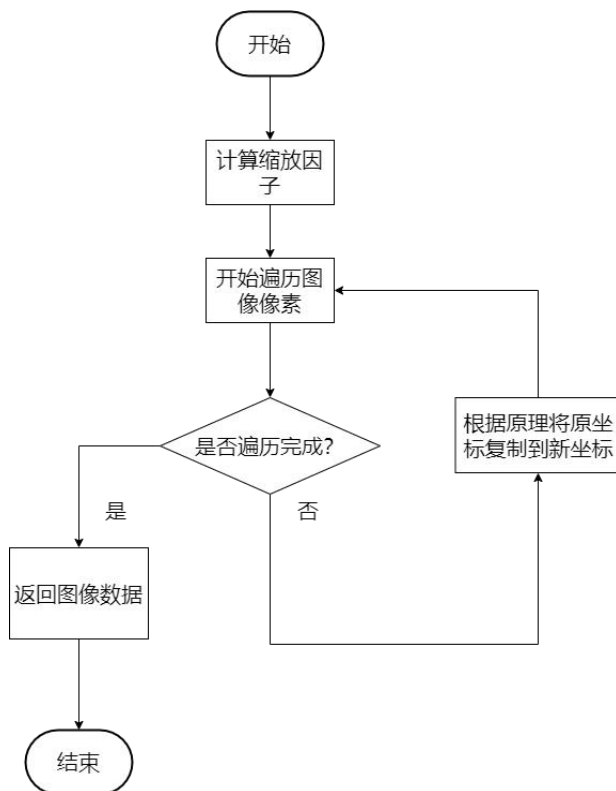 开始
计算缩放因
子
开始遍历图
像像素
是否遍历完成？
根据原理将原坐
标复制到新坐标
是
否
返回图像数据
结束